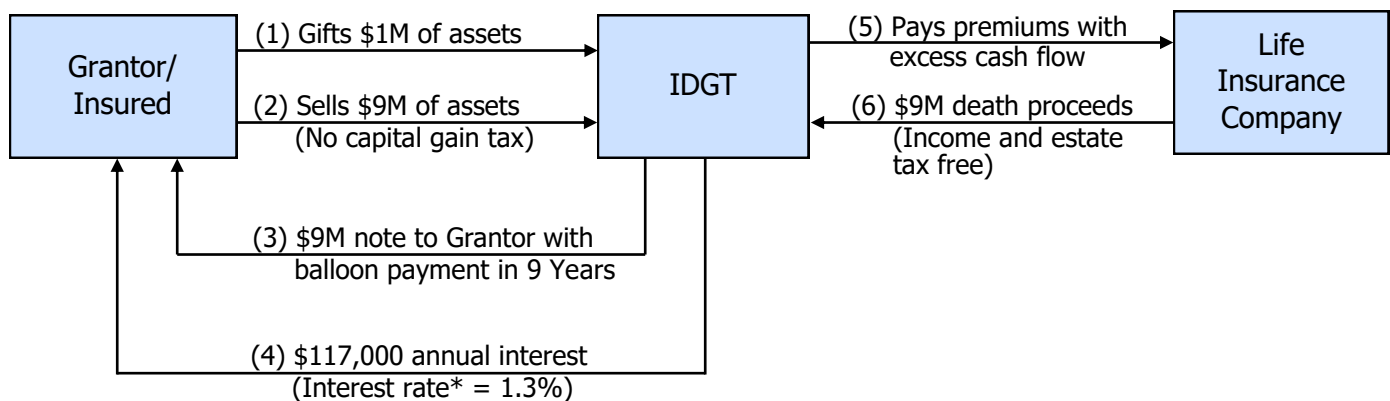 Grantor/
Insured
(1) Gifts $1M of assets
(2) Sells $9M of assets
(No capital gain tax)
IDGT
(5) Pays premiums with
excess cash flow
(6) $9M death proceeds
(Income and estate
tax free)
Life
Insurance
Company
(3) $9M note to Grantor with
balloon payment in 9 Years
(4) $117,000 annual interest
(Interest rate* = 1.3%)